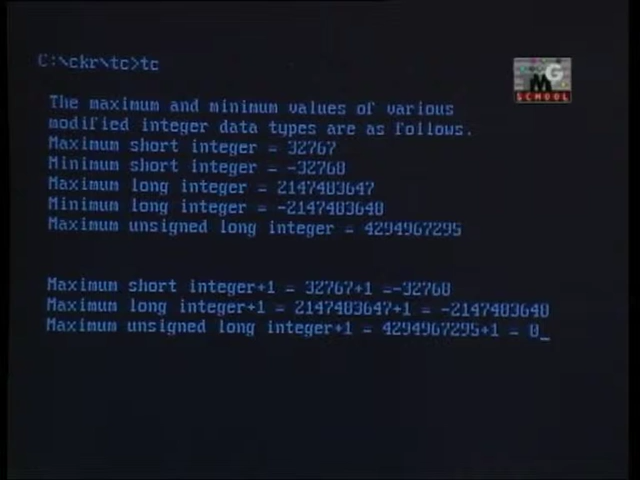 C:\ckr\tc>tc
The maximum and minimum values of various
modified integer data types are as follows.
Maximum short integer = 32767
Minimum short integer = -32768
Maximum long integer = 2147483647
Minimum long integer = -2147483648
Maximum unsigned long integer = 4294967295
Maximum short integer+1 = 32767+1 =-32768
Maximum long integer+1 = 2147483647+1 = -2147483648
Maximum unsigned long integer+1 = 4294967295+1 = 0_
MG
SCHOOL